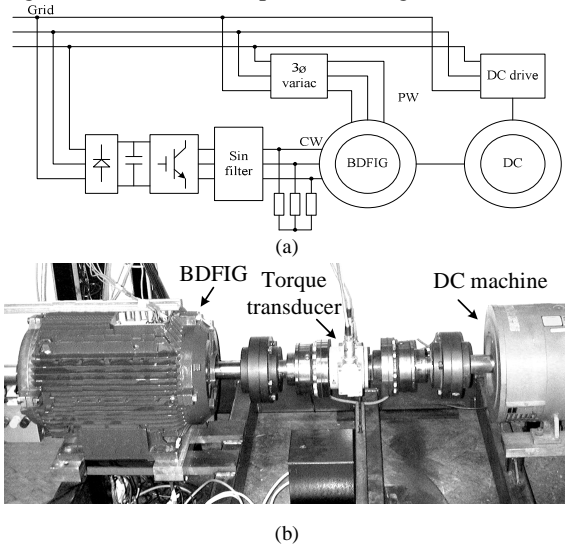 Grid
3ø
variac
DC drive
PW
CW
Sin
filter
BDFIG
DC
(a)
BDFIG
Torque
transducer
DC machine
(b)